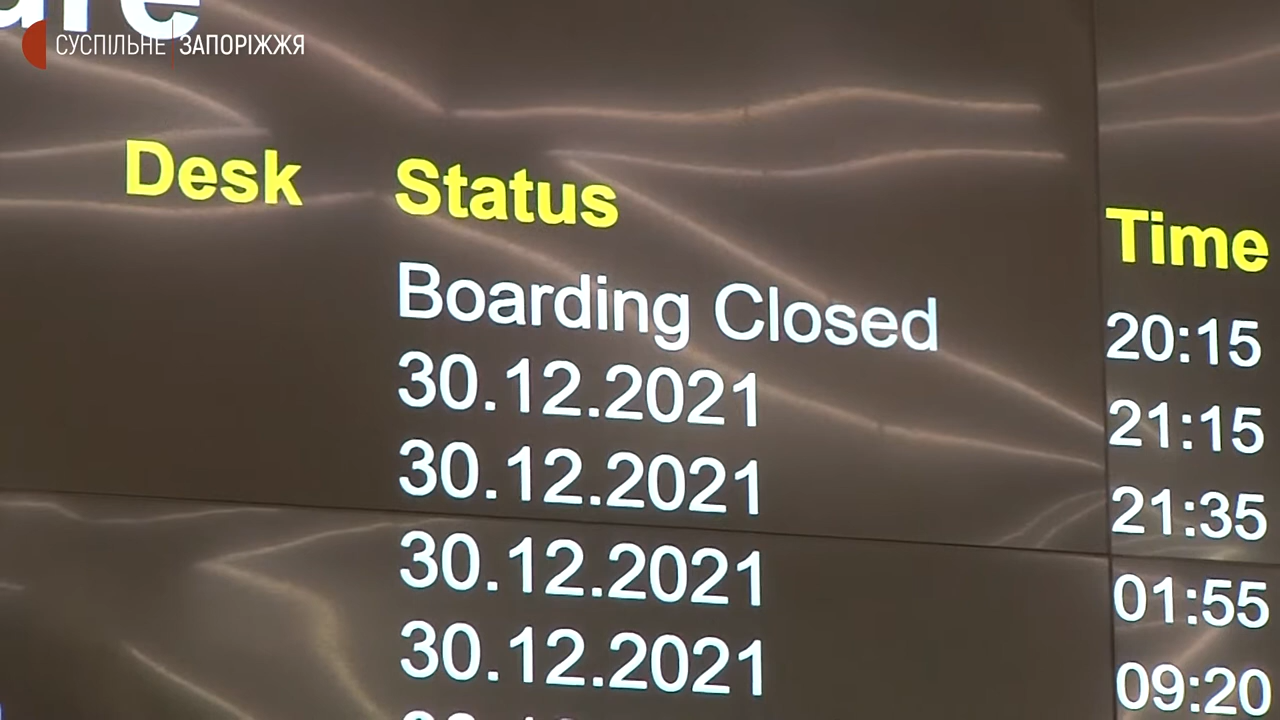 СУСПІЛЬНЕ ЗАПОРІЖЖЯ
Desk Status Time
Boarding Closed 20:15
30.12.2021 21:15
30.12.2021 21:35
30.12.2021 01:55
30.12.2021 09:20